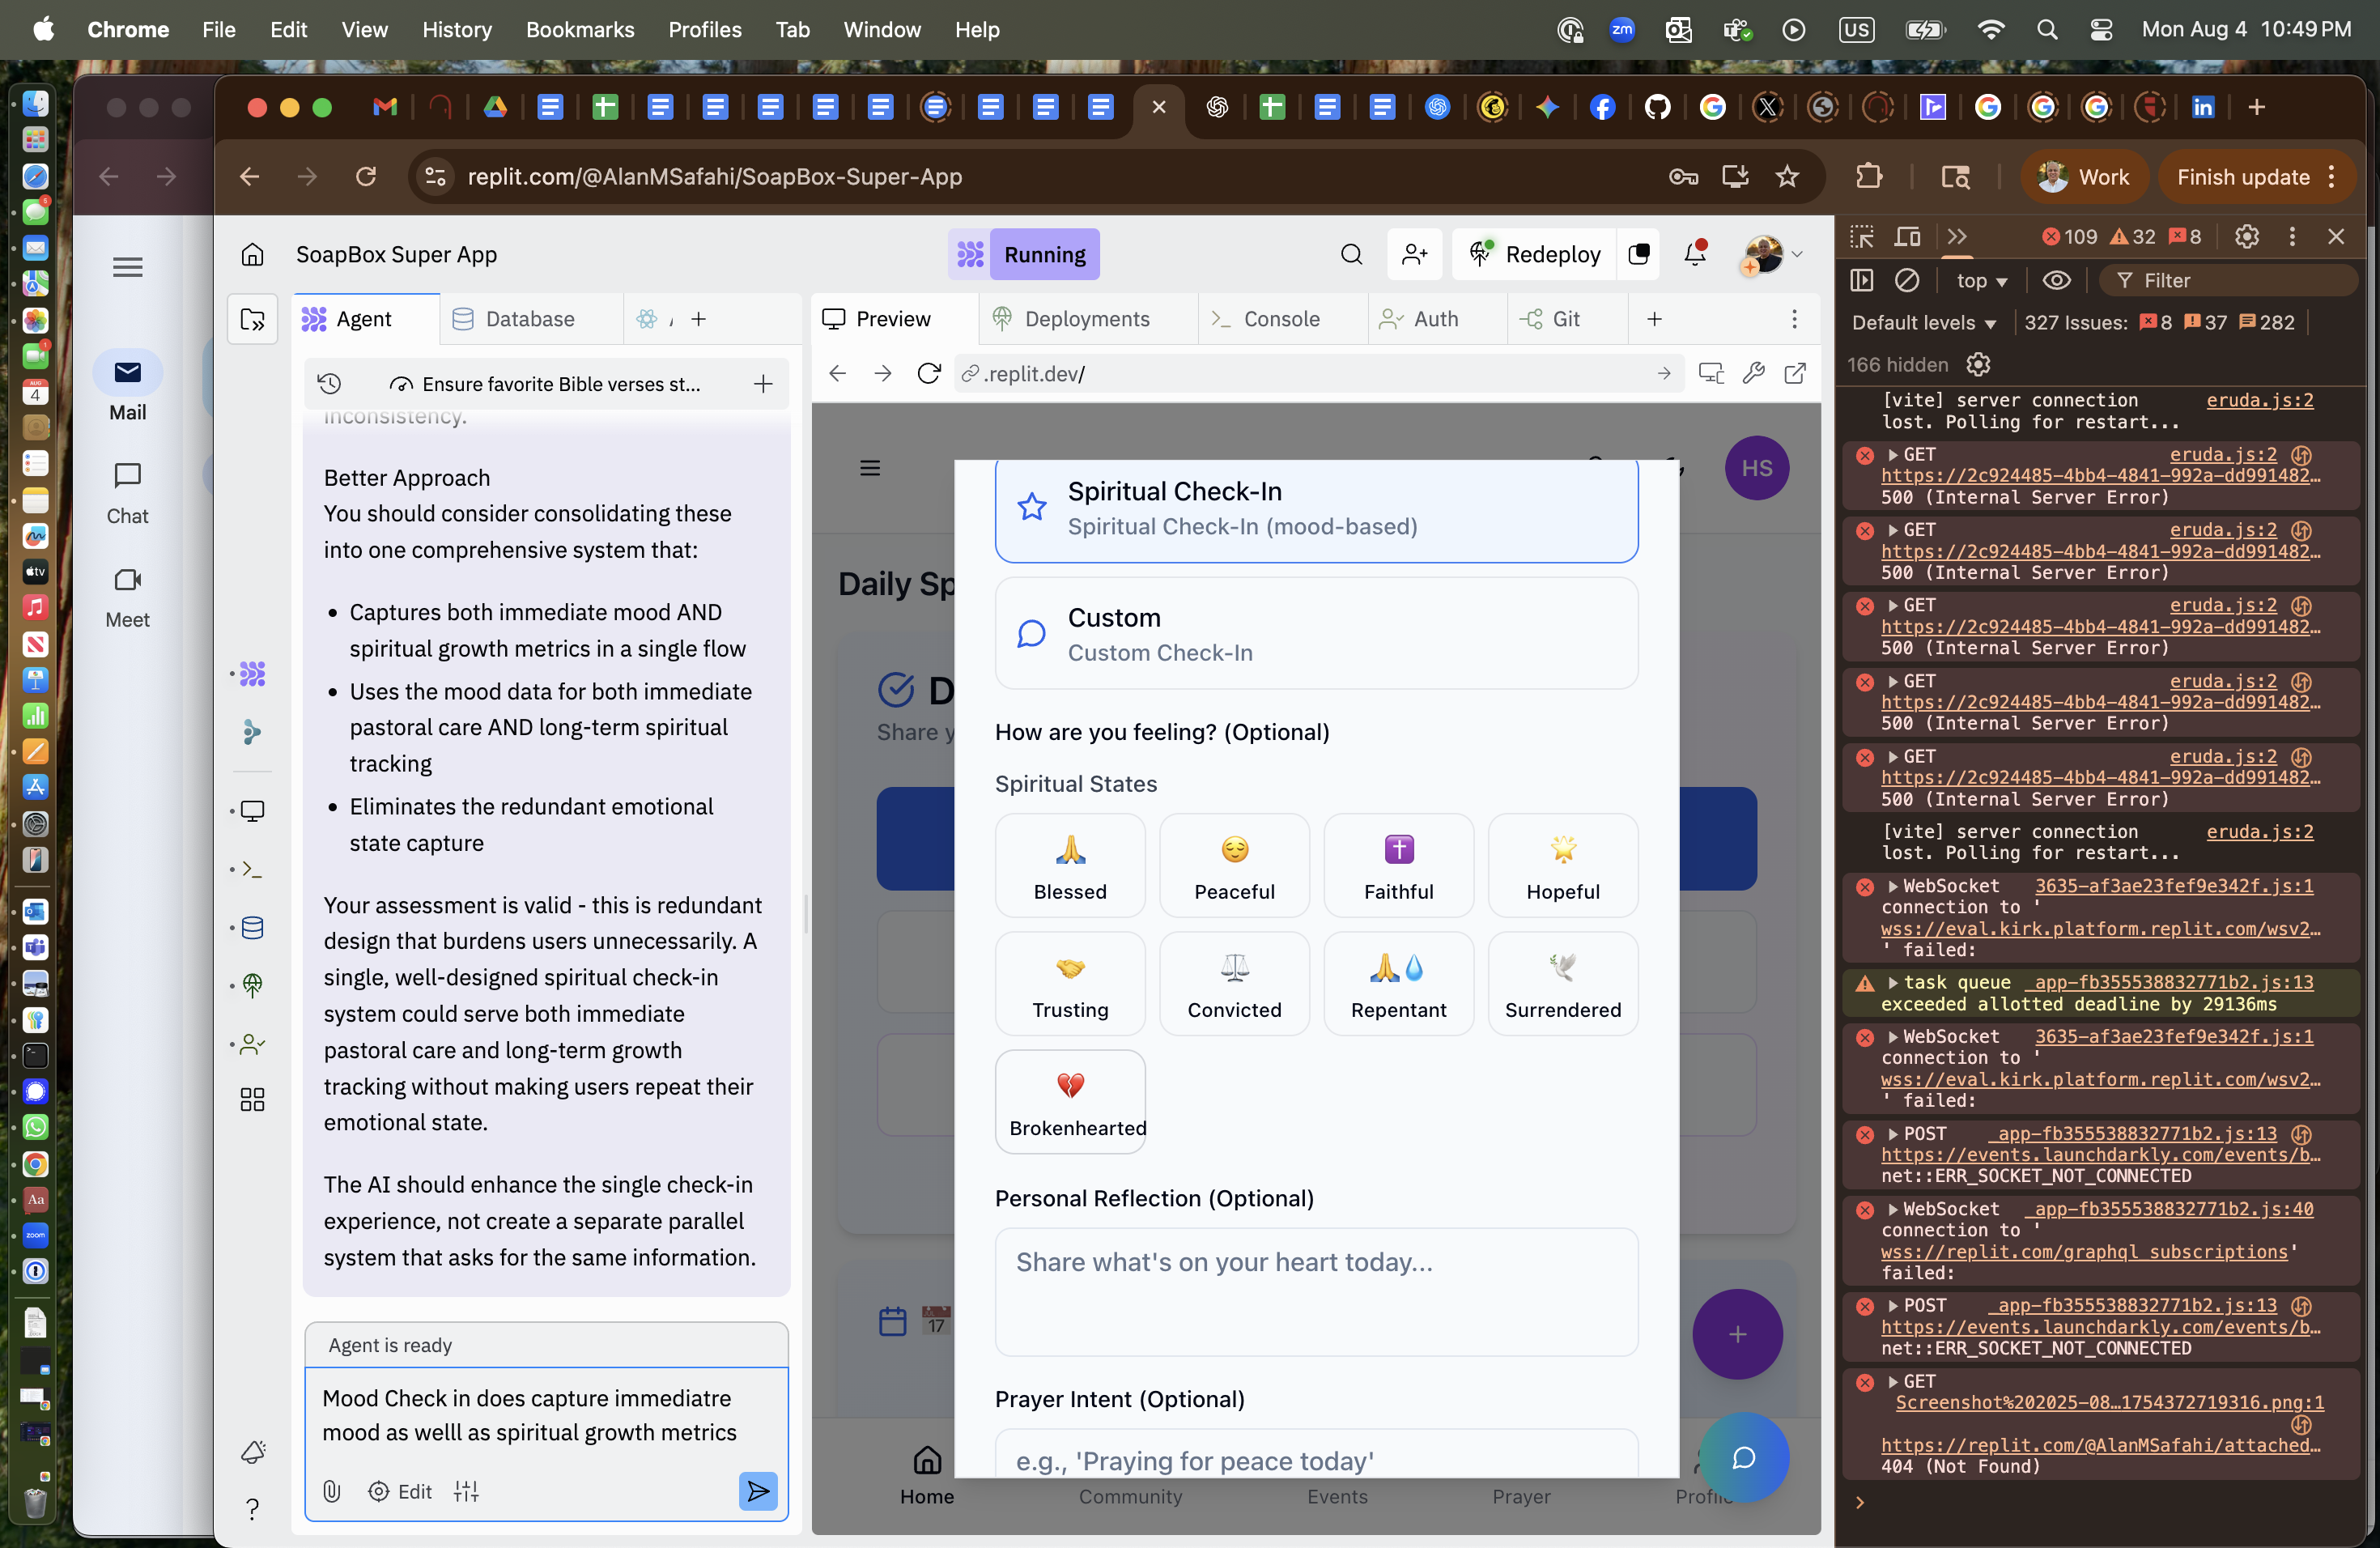 Chrome File Edit View History Bookmarks Profiles Tab Window Help
zm US Mon Aug 4 10:49 PM
replit.com/@AlanMSafahi/SoapBox-Super-App
Work
Finish update
Mail
Chat
Meet
SoapBox Super App
Running
Redeploy
Agent
Database
Ensure favorite Bible verses st...
inconsistency.
Better Approach
You should consider consolidating these
into one comprehensive system that:
• Captures both immediate mood AND
spiritual growth metrics in a single flow
• Uses the mood data for both immediate
pastoral care AND long-term spiritual
tracking
• Eliminates the redundant emotional
state capture
Your assessment is valid - this is redundant
design that burdens users unnecessarily. A
single, well-designed spiritual check-in
system could serve both immediate
pastoral care and long-term growth
tracking without making users repeat their
emotional state.
The AI should enhance the single check-in
experience, not create a separate parallel
system that asks for the same information.
Agent is ready
Mood Check in does capture immediatre
mood as welll as spiritual growth metrics
Edit
Preview
Deployments
Console
Auth
Git
.replit.dev/
HS
Daily Sp
D
Share y
Spiritual Check-In
Spiritual Check-In (mood-based)
Custom
Custom Check-In
How are you feeling? (Optional)
Spiritual States
Blessed
Peaceful
Faithful
Hopeful
Trusting
Convicted
Repentant
Surrendered
Brokenhearted
Personal Reflection (Optional)
Share what's on your heart today...
Prayer Intent (Optional)
e.g., 'Praying for peace today'
17
Home
Community
Events
Prayer
Profile
109 32 8
top
Filter
Default levels
327 Issues: 8 37 282
166 hidden
[vite] server connection eruda.js:2
lost. Polling for restart...
GET eruda.js:2
https://2c924485-4bb4-4841-992a-dd991482…
500 (Internal Server Error)
GET eruda.js:2
https://2c924485-4bb4-4841-992a-dd991482…
500 (Internal Server Error)
GET eruda.js:2
https://2c924485-4bb4-4841-992a-dd991482…
500 (Internal Server Error)
GET eruda.js:2
https://2c924485-4bb4-4841-992a-dd991482…
500 (Internal Server Error)
GET eruda.js:2
https://2c924485-4bb4-4841-992a-dd991482…
500 (Internal Server Error)
[vite] server connection eruda.js:2
lost. Polling for restart...
WebSocket 3635-af3ae23fef9e342f.js:1
connection to '
wss://eval.kirk.platform.replit.com/wsv2…
' failed:
task queue _app-fb355538832771b2.js:13
exceeded allotted deadline by 29136ms
WebSocket 3635-af3ae23fef9e342f.js:1
connection to '
wss://eval.kirk.platform.replit.com/wsv2…
' failed:
POST _app-fb355538832771b2.js:13
https://events.launchdarkly.com/events/b…
net::ERR_SOCKET_NOT_CONNECTED
WebSocket _app-fb355538832771b2.js:40
connection to '
wss://replit.com/graphql_subscriptions'
failed:
POST _app-fb355538832771b2.js:13
https://events.launchdarkly.com/events/b…
net::ERR_SOCKET_NOT_CONNECTED
GET
Screenshot%202025-08…1754372719316.png:1
https://replit.com/@AlanMSafahi/attached…
404 (Not Found)